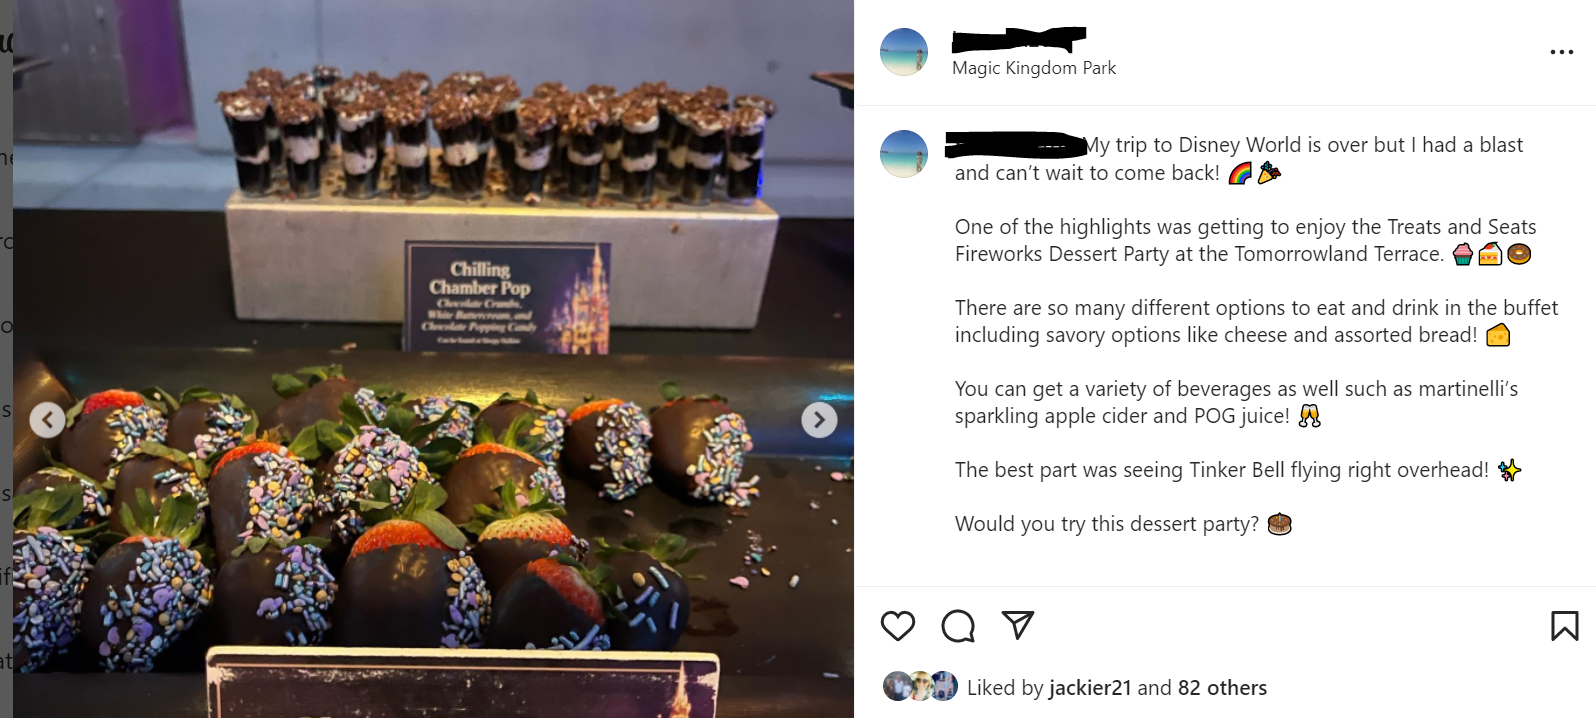 Chilling
Chamber Pop
Chocolate Crumbs,
White Buttercream, and
Chocolate Popping Candy
Magic Kingdom Park
My trip to Disney World is over but I had a blast
and can't wait to come back! 🌈🎉
One of the highlights was getting to enjoy the Treats and Seats
Fireworks Dessert Party at the Tomorrowland Terrace. 🧁🍰🍩
There are so many different options to eat and drink in the buffet
including savory options like cheese and assorted bread! 🧀
You can get a variety of beverages as well such as martinelli's
sparkling apple cider and POG juice! 🥂
The best part was seeing Tinker Bell flying right overhead! ✨
Would you try this dessert party? 🎂
Liked by jackier21 and 82 others